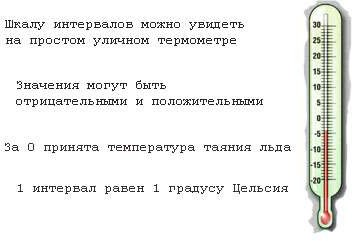 Шкалу интервалов можно увидеть
на простом уличном термометре
Значения могут быть
отрицательными и положительными
За 0 принята температура таяния льда
1 интервал равен 1 градусу Цельсия
30
25
20
15
10
5
0
-5
-10
-15
-20